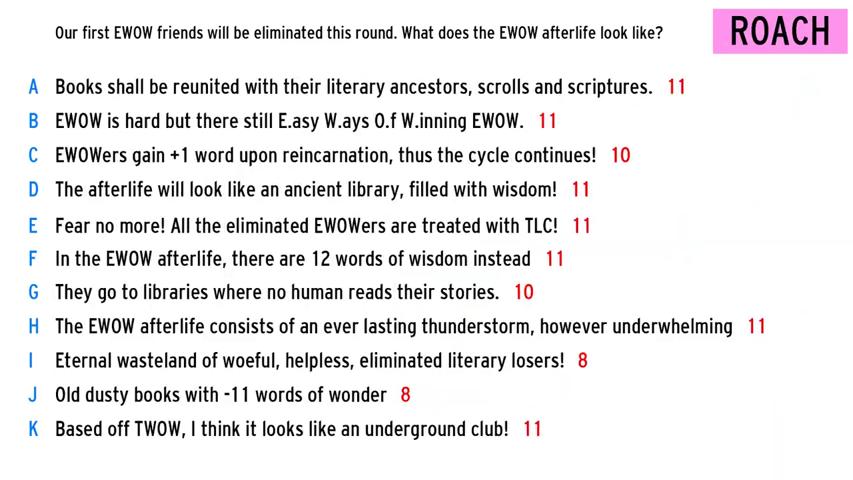 Our first EWOW friends will be eliminated this round. What does the EWOW afterlife look like?
ROACH
A Books shall be reunited with their literary ancestors, scrolls and scriptures. 11
B EWOW is hard but there still E.asy W.ays O.f W.inning EWOW. 11
C EWOWers gain +1 word upon reincarnation, thus the cycle continues! 10
D The afterlife will look like an ancient library, filled with wisdom! 11
E Fear no more! All the eliminated EWOWers are treated with TLC! 11
F In the EWOW afterlife, there are 12 words of wisdom instead 11
G They go to libraries where no human reads their stories. 10
H The EWOW afterlife consists of an ever lasting thunderstorm, however underwhelming 11
I Eternal wasteland of woeful, helpless, eliminated literary losers! 8
J Old dusty books with -11 words of wonder 8
K Based off TWOW, I think it looks like an underground club! 11